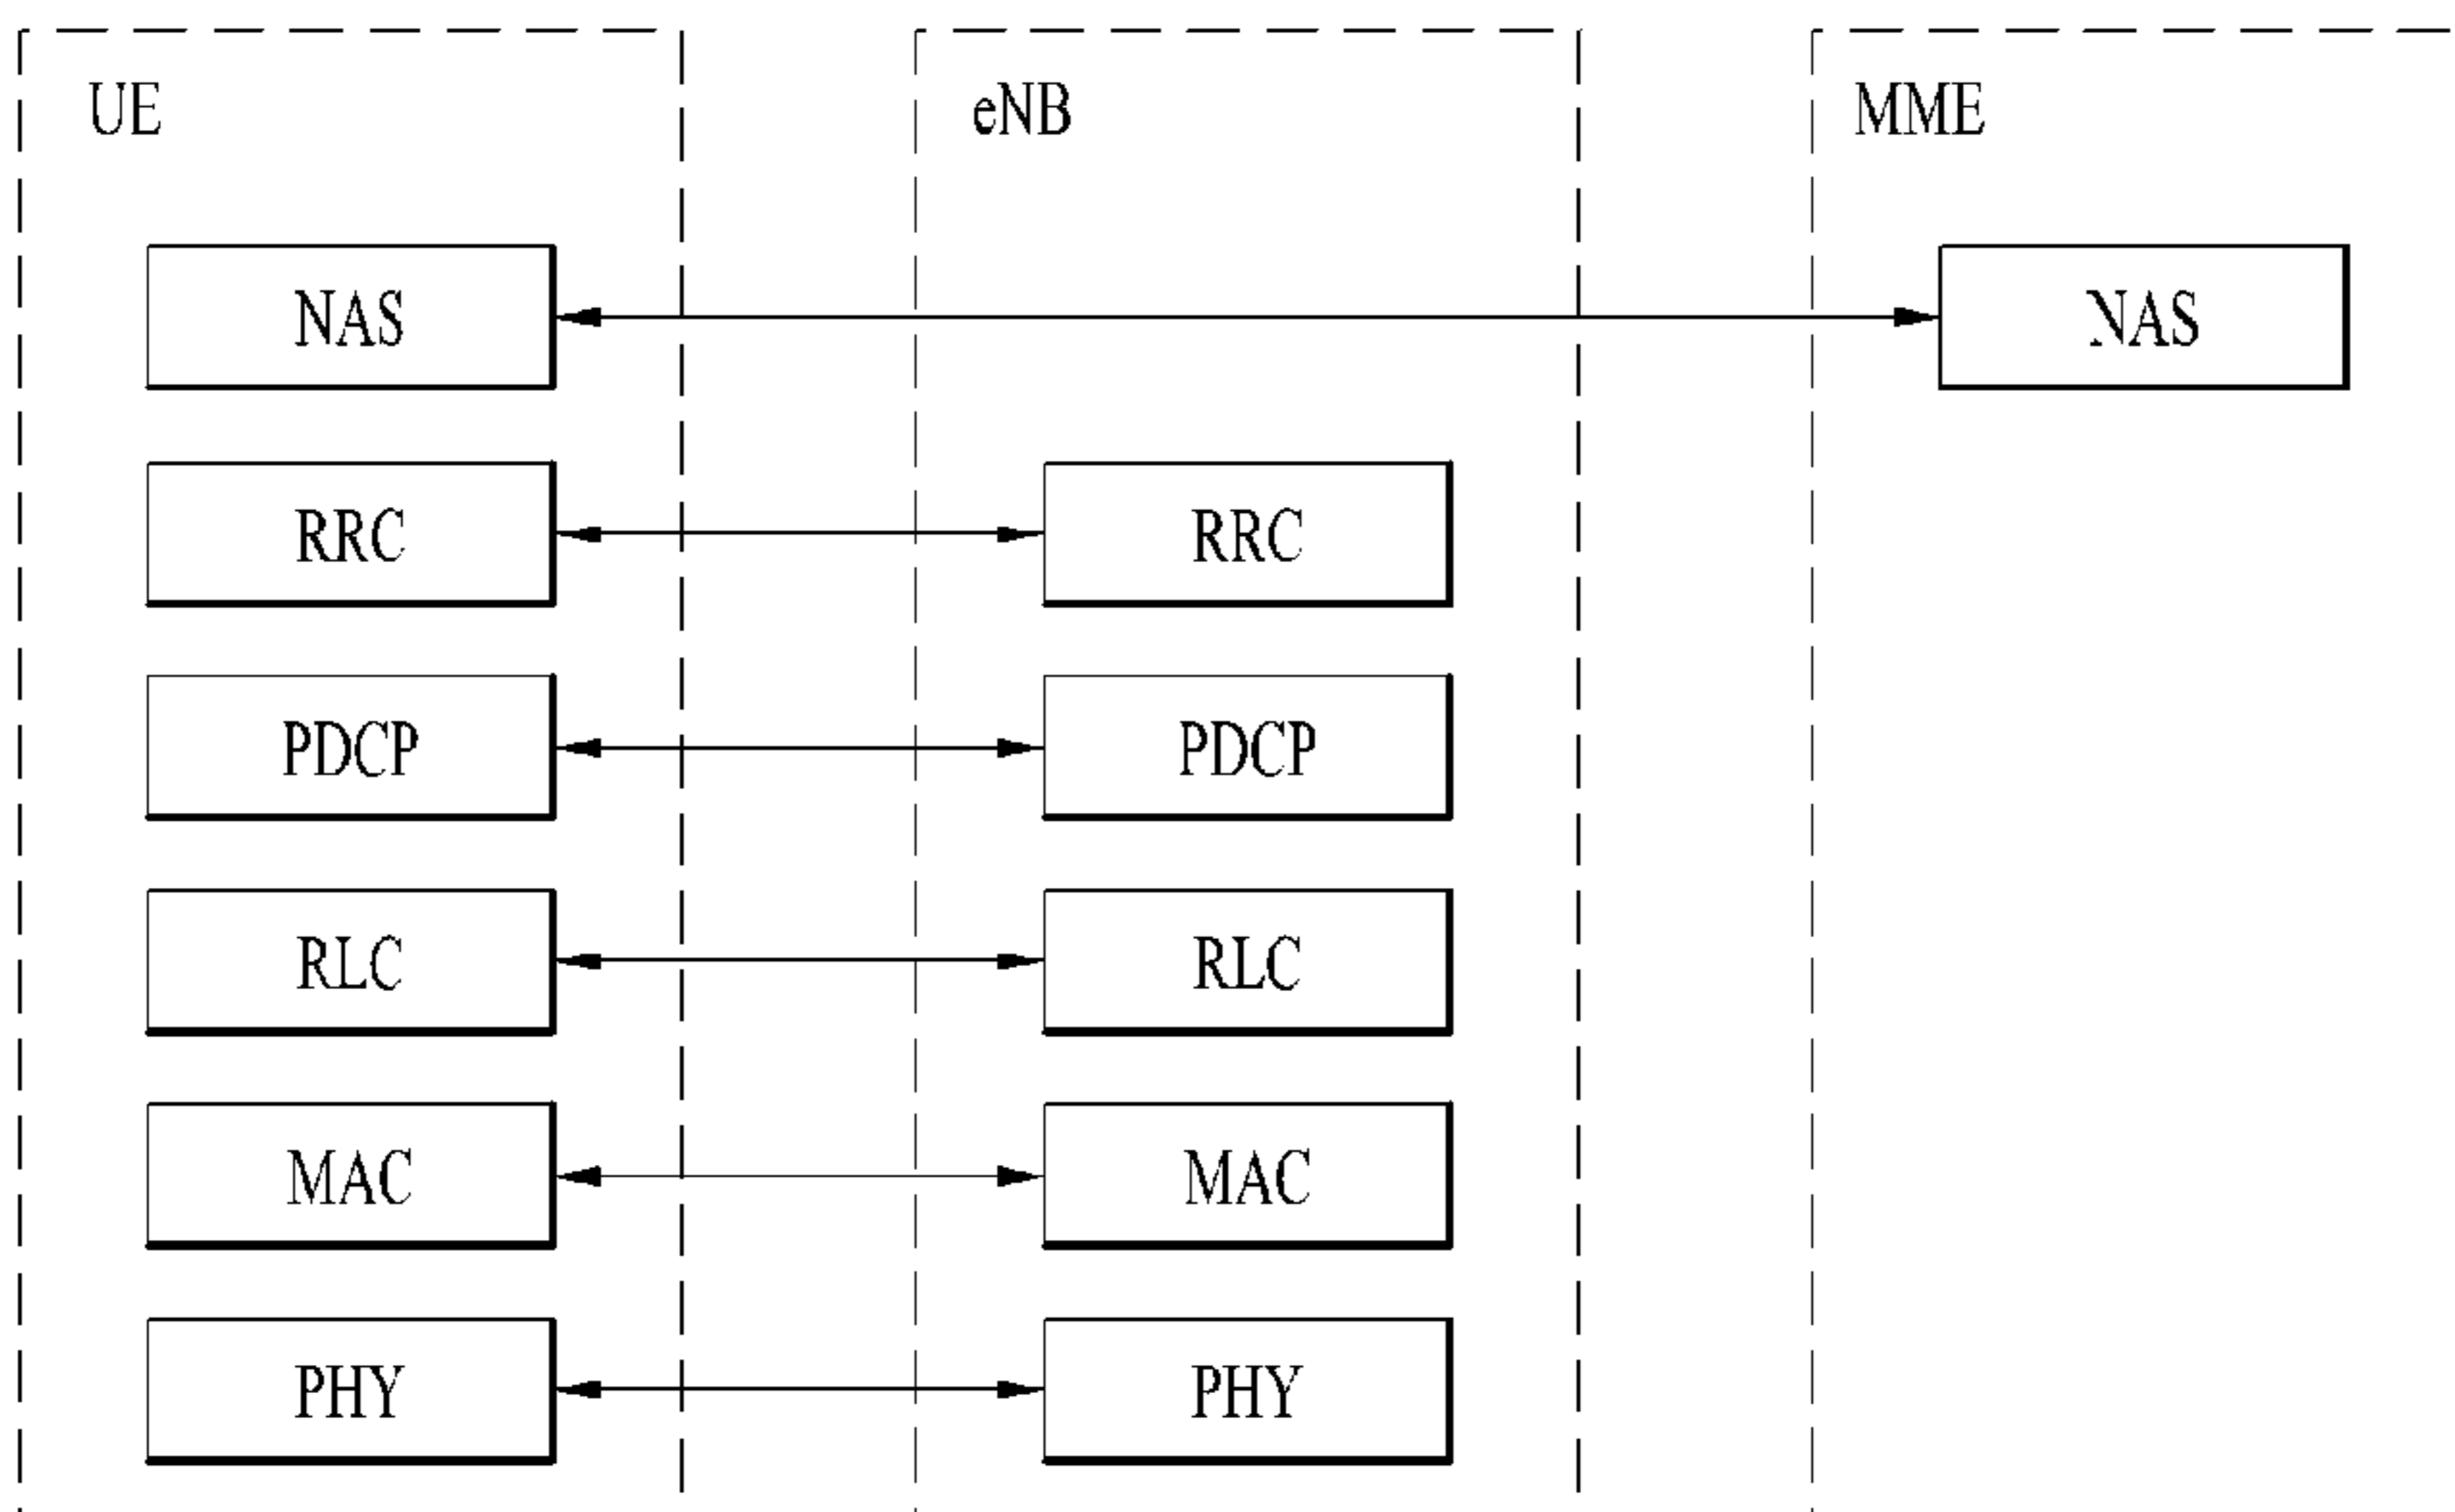 UE eNB MME
NAS NAS
RRC RRC
PDCP PDCP
RLC RLC
MAC MAC
PHY PHY